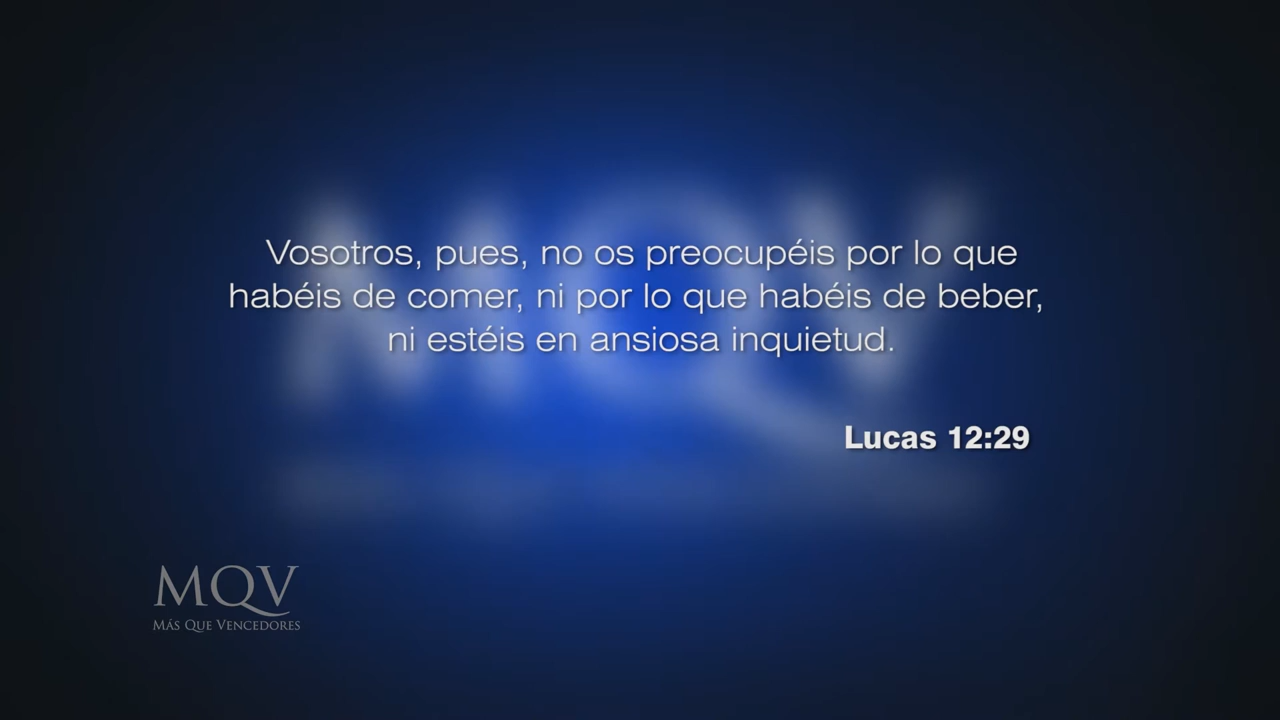 Vosotros, pues, no os preocupéis por lo que
habéis de comer, ni por lo que habéis de beber,
ni estéis en ansiosa inquietud.
Lucas 12:29
MQV
MÁS QUE VENCEDORES